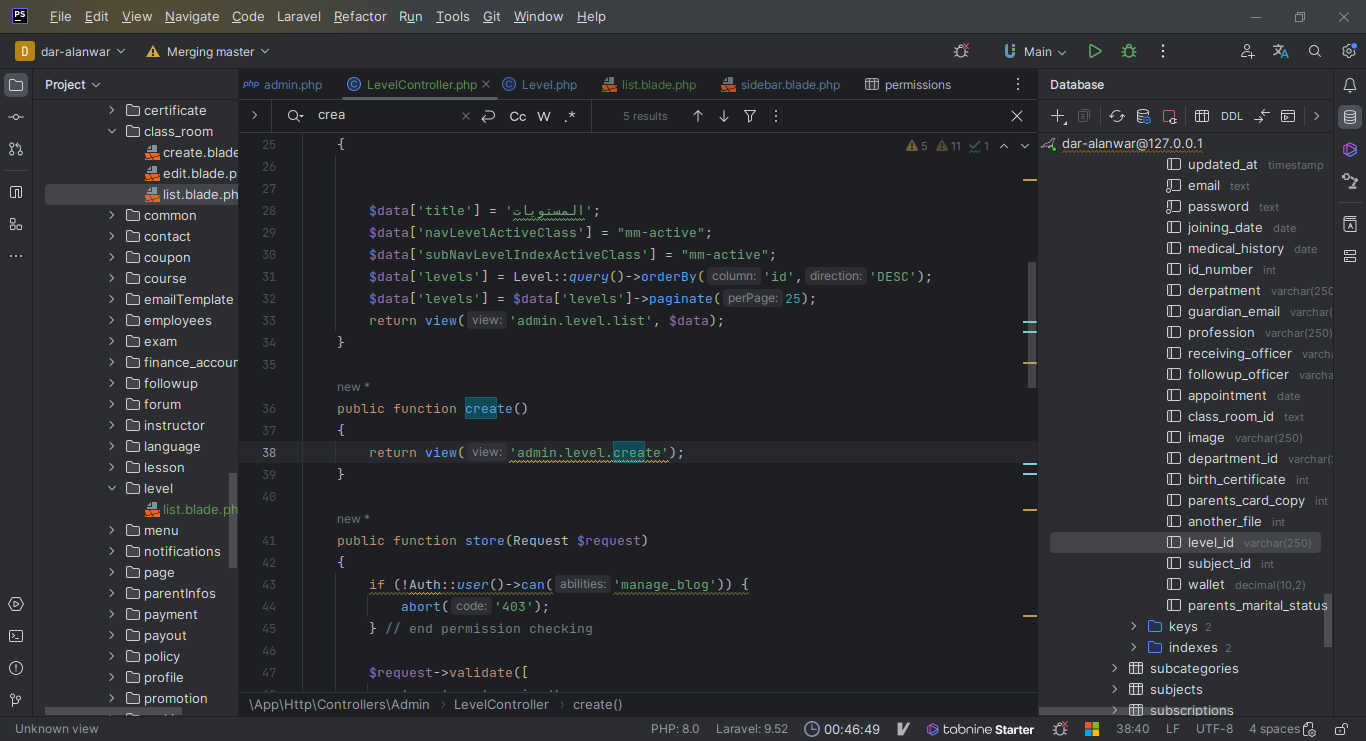 PS File Edit View Navigate Code Laravel Refactor Run Tools Git Window Help
D dar-alanwar Merging master Main
Project
certificate
class_room
create.blade
edit.blade.p
list.blade.ph
common
contact
coupon
course
emailTemplate
employees
exam
finance_accour
followup
forum
instructor
language
lesson
level
list.blade.ph
menu
notifications
page
parentInfos
payment
payout
policy
profile
promotion
php admin.php LevelController.php Level.php list.blade.php sidebar.blade.php permissions
crea Cc W .* 5 results
5 11 1
25 {
26
27
28 $data['title'] = 'المستويات';
29 $data['navLevelActiveClass'] = "mm-active";
30 $data['subNavLevelIndexActiveClass'] = "mm-active";
31 $data['levels'] = Level::query()->orderBy( column: 'id', direction: 'DESC');
32 $data['levels'] = $data['levels']->paginate( perPage: 25);
33 return view( view: 'admin.level.list', $data);
34 }
35
new *
36 public function create()
37 {
38 return view( view: 'admin.level.create');
39 }
40
new *
41 public function store(Request $request)
42 {
43 if (!Auth::user()->can( abilities: 'manage_blog')) {
44 abort( code: '403');
45 } // end permission checking
46
47 $request->validate([
\App\Http\Controllers\Admin LevelController create()
Database
DDL
dar-alanwar@127.0.0.1
updated_at timestamp
email text
password text
joining_date date
medical_history date
id_number int
derpatment varchar(250
guardian_email varchar(
profession varchar(250)
receiving_officer varcha
followup_officer varcha
appointment date
class_room_id text
image varchar(250)
department_id varchar(
birth_certificate int
parents_card_copy int
another_file int
level_id varchar(250)
subject_id int
wallet decimal(10,2)
parents_marital_status
keys 2
indexes 2
subcategories
subjects
subscriptions
Unknown view PHP: 8.0 Laravel: 9.52 00:46:49 tabnine Starter 38:40 LF UTF-8 4 spaces